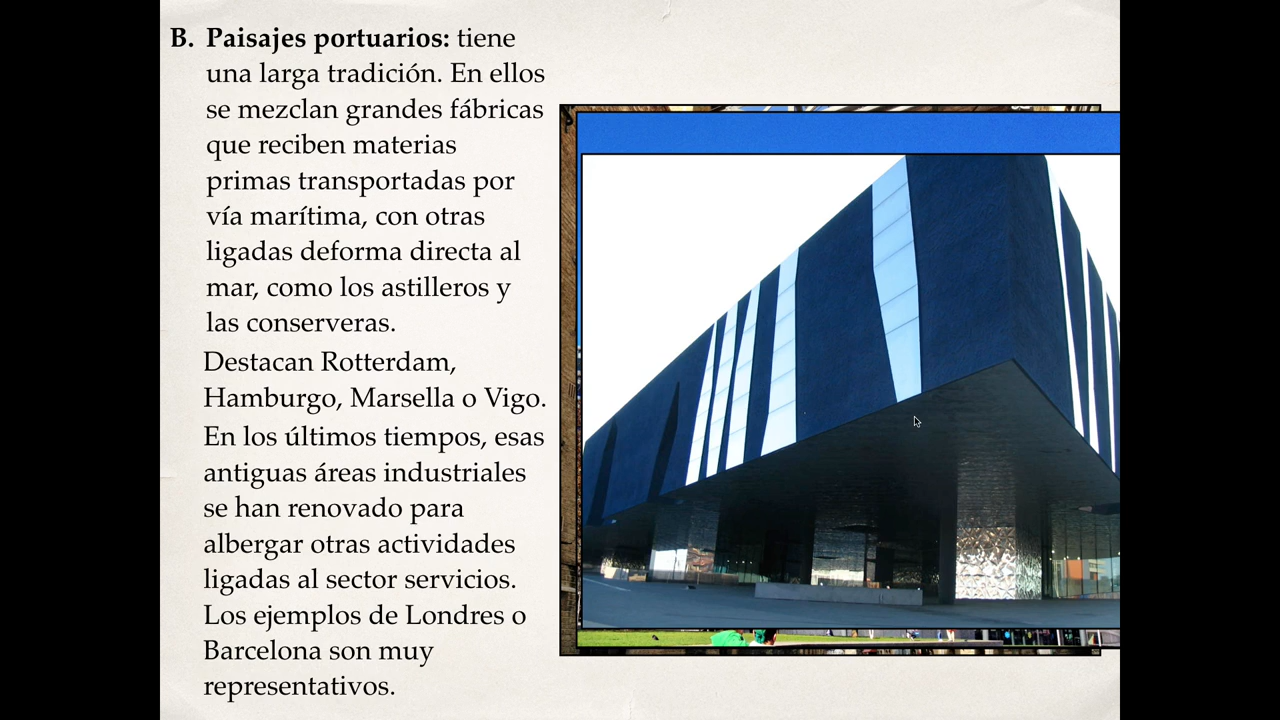 B. Paisajes portuarios: tiene
una larga tradición. En ellos
se mezclan grandes fábricas
que reciben materias
primas transportadas por
vía marítima, con otras
ligadas deforma directa al
mar, como los astilleros y
las conserveras.
Destacan Rotterdam,
Hamburgo, Marsella o Vigo.
En los últimos tiempos, esas
antiguas áreas industriales
se han renovado para
albergar otras actividades
ligadas al sector servicios.
Los ejemplos de Londres o
Barcelona son muy
representativos.